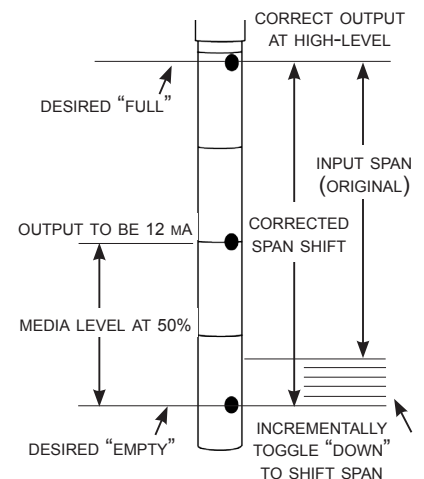 CORRECT OUTPUT
AT HIGH-LEVEL
DESIRED “FULL”
INPUT SPAN
(ORIGINAL)
OUTPUT TO BE 12 MA
CORRECTED
SPAN SHIFT
MEDIA LEVEL AT 50%
DESIRED “EMPTY”
INCREMENTALLY
TOGGLE “DOWN”
TO SHIFT SPAN